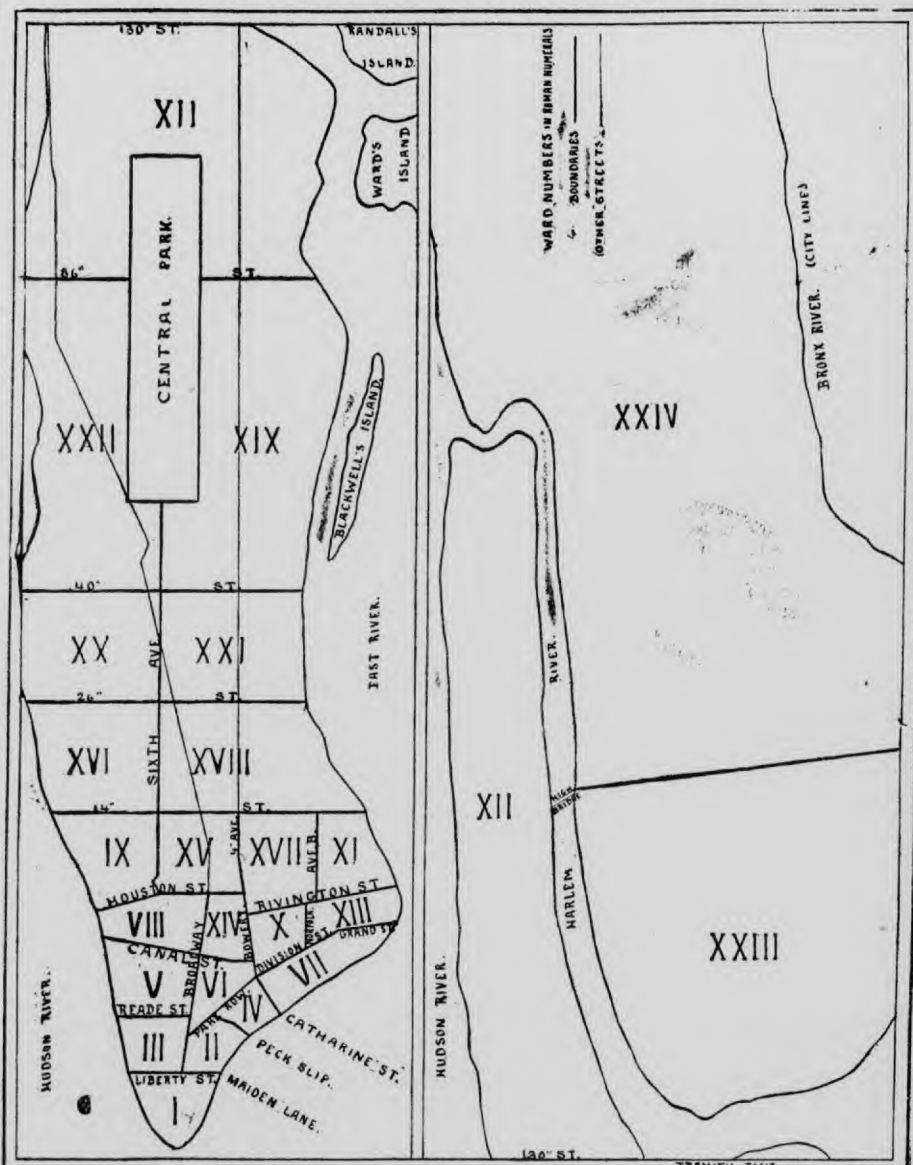 130" ST.
RANDALL'S
ISLAND.
XII
WARD'S
ISLAND
86" ST.
CENTRAL PARK.
XXII
XIX
BLACKWELL'S ISLAND.
40" ST.
XX
AVE.
XXI
EAST RIVER.
26" ST.
XVI
SIXTH
XVIII
14" ST.
IX
XV
4" AVE.
XVII
AVE. B.
XI
HOUSTON ST.
RIVINGTON ST
VIII
BROADWAY
XIV
BOWERY
X
XIII
CANAL ST.
DIVISION ST.
GRAND ST.
V
VI
VII
READE ST.
PARK ROW.
IV
III
II
CATHARINE ST.
PECK SLIP.
HUDSON RIVER.
LIBERTY ST.
MAIDEN LANE.
I
WARD NUMBERS IN ROMAN NUMERALS
" BOUNDARIES
OTHER STREETS
BRONX RIVER. (CITY LINE)
XXIV
RIVER.
XII
HIGH
BRIDGE
HARLEM
XXIII
HUDSON RIVER.
130" ST.